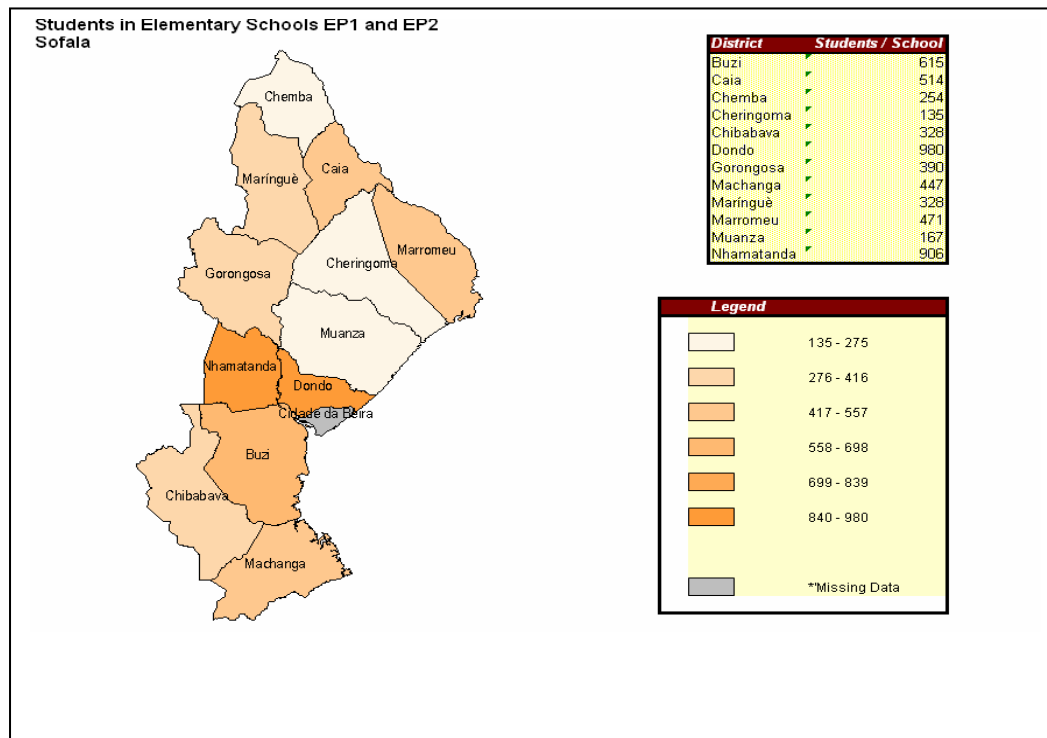 Students in Elementary Schools EP1 and EP2
Sofala
District Students / School
Buzi 615
Caia 514
Chemba 254
Cheringoma 135
Chibabava 328
Dondo 980
Gorongosa 390
Machanga 447
Marínguè 328
Marromeu 471
Muanza 167
Nhamatanda 906
Chemba
Caia
Marínguè
Marromeu
Cheringoma
Gorongosa
Muanza
Nhamatanda
Dondo
Cidade da Beira
Buzi
Chibabava
Machanga
Legend
135 - 275
276 - 416
417 - 557
558 - 698
699 - 839
840 - 980
*'Missing Data